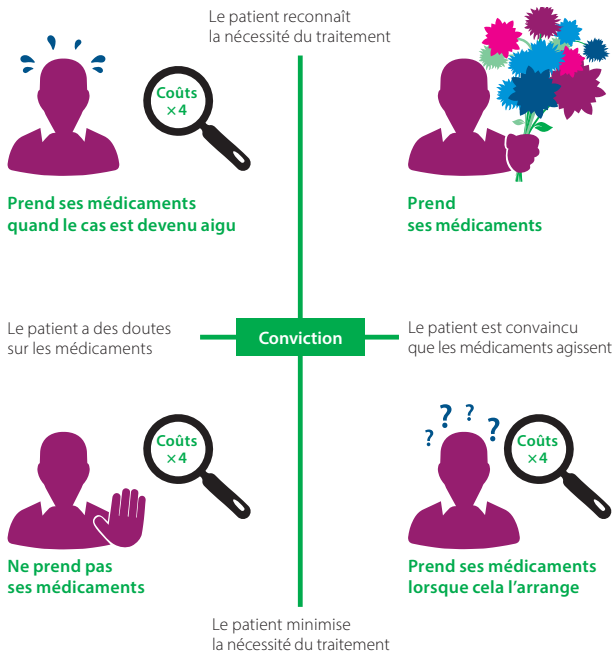 Le patient reconnaît
la nécessité du traitement
Coûts
×4
Prend ses médicaments
quand le cas est devenu aigu
Prend
ses médicaments
Le patient a des doutes
sur les médicaments
Conviction
Le patient est convaincu
que les médicaments agissent
Coûts
×4
Ne prend pas
ses médicaments
? ? ? ?
Coûts
×4
Prend ses médicaments
lorsque cela l’arrange
Le patient minimise
la nécessité du traitement